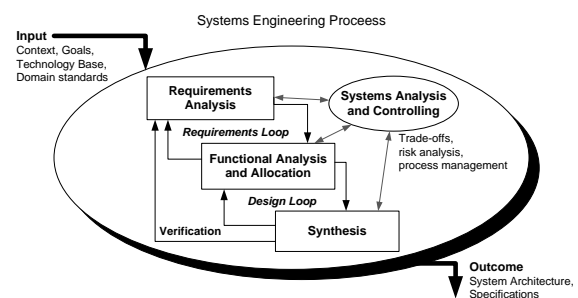 Systems Engineering Proceess
Input
Context, Goals,
Technology Base,
Domain standards
Requirements
Analysis
Systems Analysis
and Controlling
Requirements Loop
Trade-offs,
risk analysis,
process management
Functional Analysis
and Allocation
Design Loop
Verification
Synthesis
Outcome
System Architecture,
Specifications